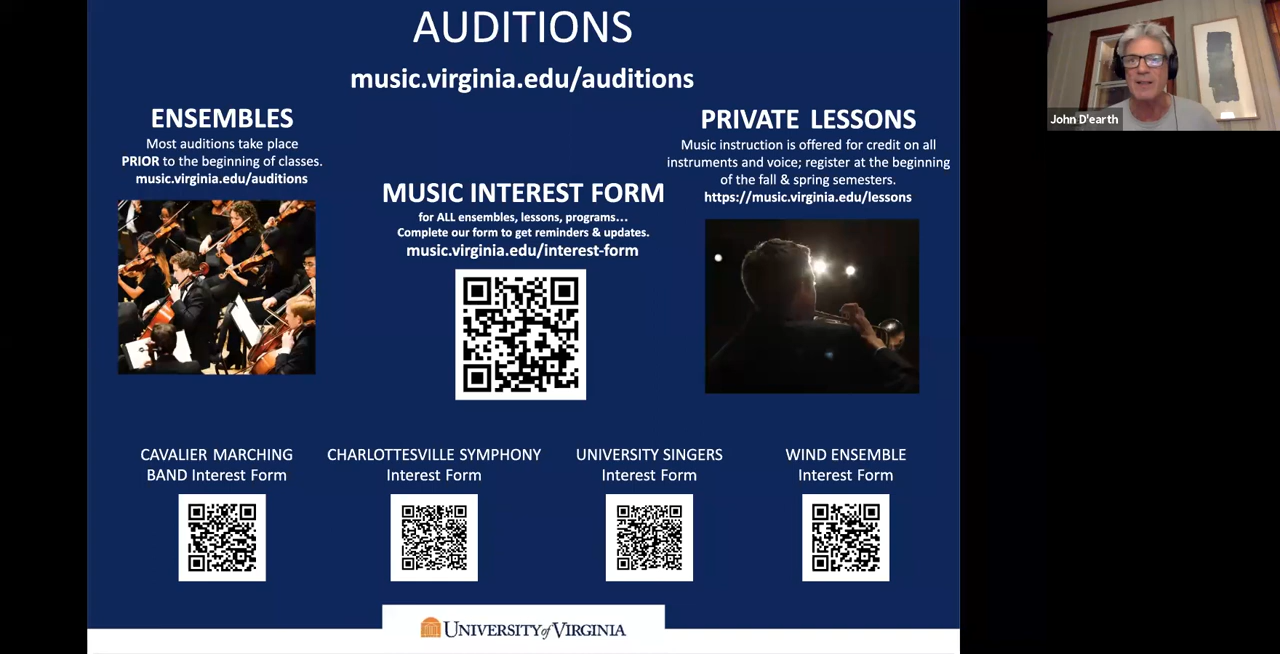 AUDITIONS
music.virginia.edu/auditions
ENSEMBLES
Most auditions take place
PRIOR to the beginning of classes.
music.virginia.edu/auditions
MUSIC INTEREST FORM
for ALL ensembles, lessons, programs...
Complete our form to get reminders & updates.
music.virginia.edu/interest-form
PRIVATE LESSONS
Music instruction is offered for credit on all
instruments and voice; register at the beginning
of the fall & spring semesters.
https://music.virginia.edu/lessons
CAVALIER MARCHING
BAND Interest Form
CHARLOTTESVILLE SYMPHONY
Interest Form
UNIVERSITY SINGERS
Interest Form
WIND ENSEMBLE
Interest Form
UNIVERSITY of VIRGINIA
John D'earth